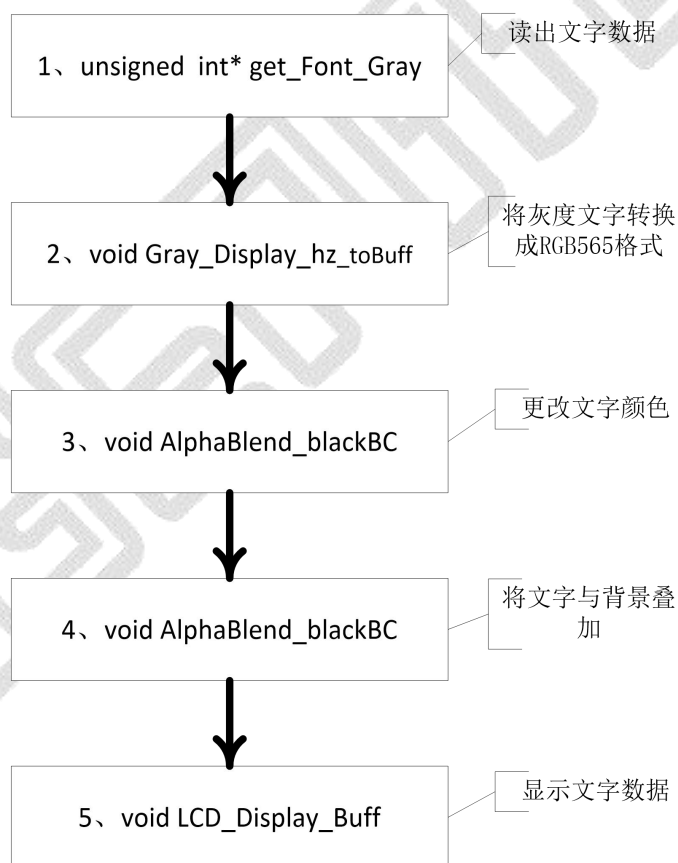 读出文字数据
1、unsigned int* get_Font_Gray
将灰度文字转换
成RGB565格式
2、void Gray_Display_hz_toBuff
更改文字颜色
3、void AlphaBlend_blackBC
将文字与背景叠
加
4、void AlphaBlend_blackBC
显示文字数据
5、void LCD_Display_Buff